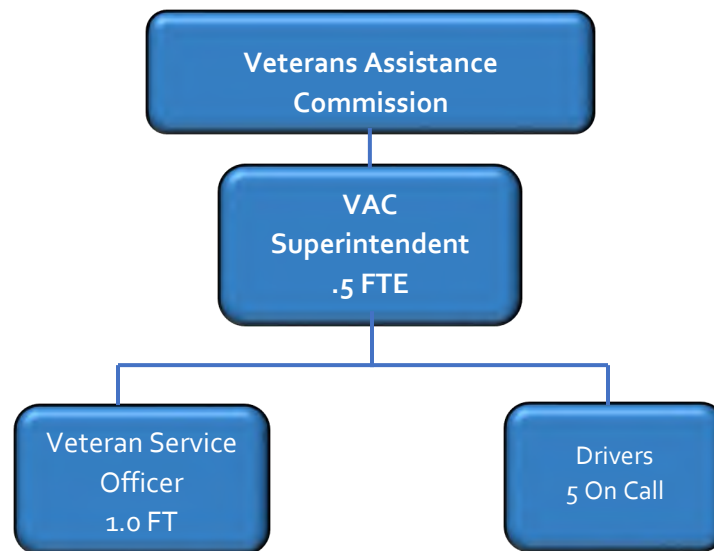 Veterans Assistance
Commission
VAC
Superintendent
.5 FTE
Veteran Service
Officer
1.0 FT
Drivers
5 On Call